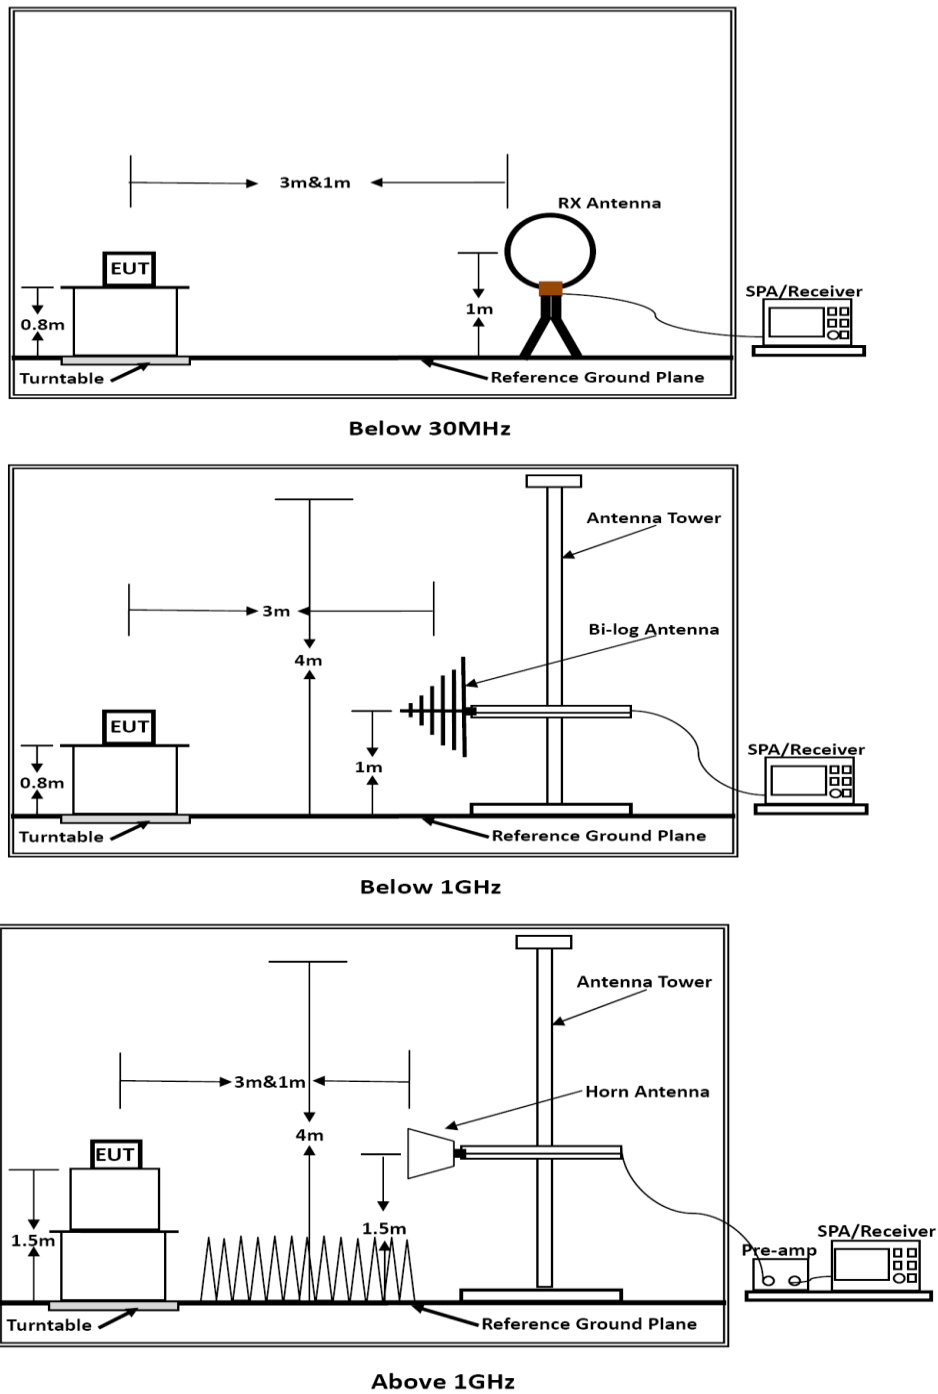 3m&1m
RX Antenna
EUT
SPA/Receiver
1m
0.8m
Turntable
Reference Ground Plane
Below 30MHz
Antenna Tower
3m
Bi-log Antenna
4m
EUT
SPA/Receiver
1m
0.8m
Turntable
Reference Ground Plane
Below 1GHz
Antenna Tower
3m&1m
Horn Antenna
4m
EUT
1.5m
SPA/Receiver
1.5m
Pre-amp
Turntable
Reference Ground Plane
Above 1GHz